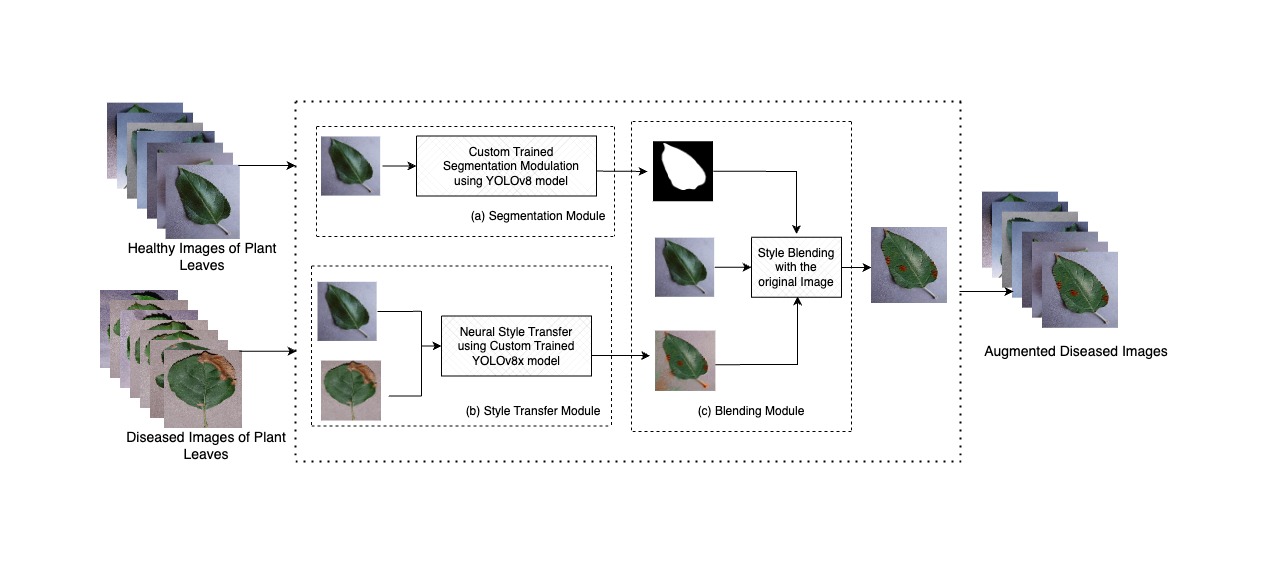 Healthy Images of Plant
Leaves
Diseased Images of Plant
Leaves
Custom Trained
Segmentation Modulation
using YOLOv8 model
(a) Segmentation Module
Neural Style Transfer
using Custom Trained
YOLOv8x model
(b) Style Transfer Module
Style Blending
with the
original Image
(c) Blending Module
Augmented Diseased Images